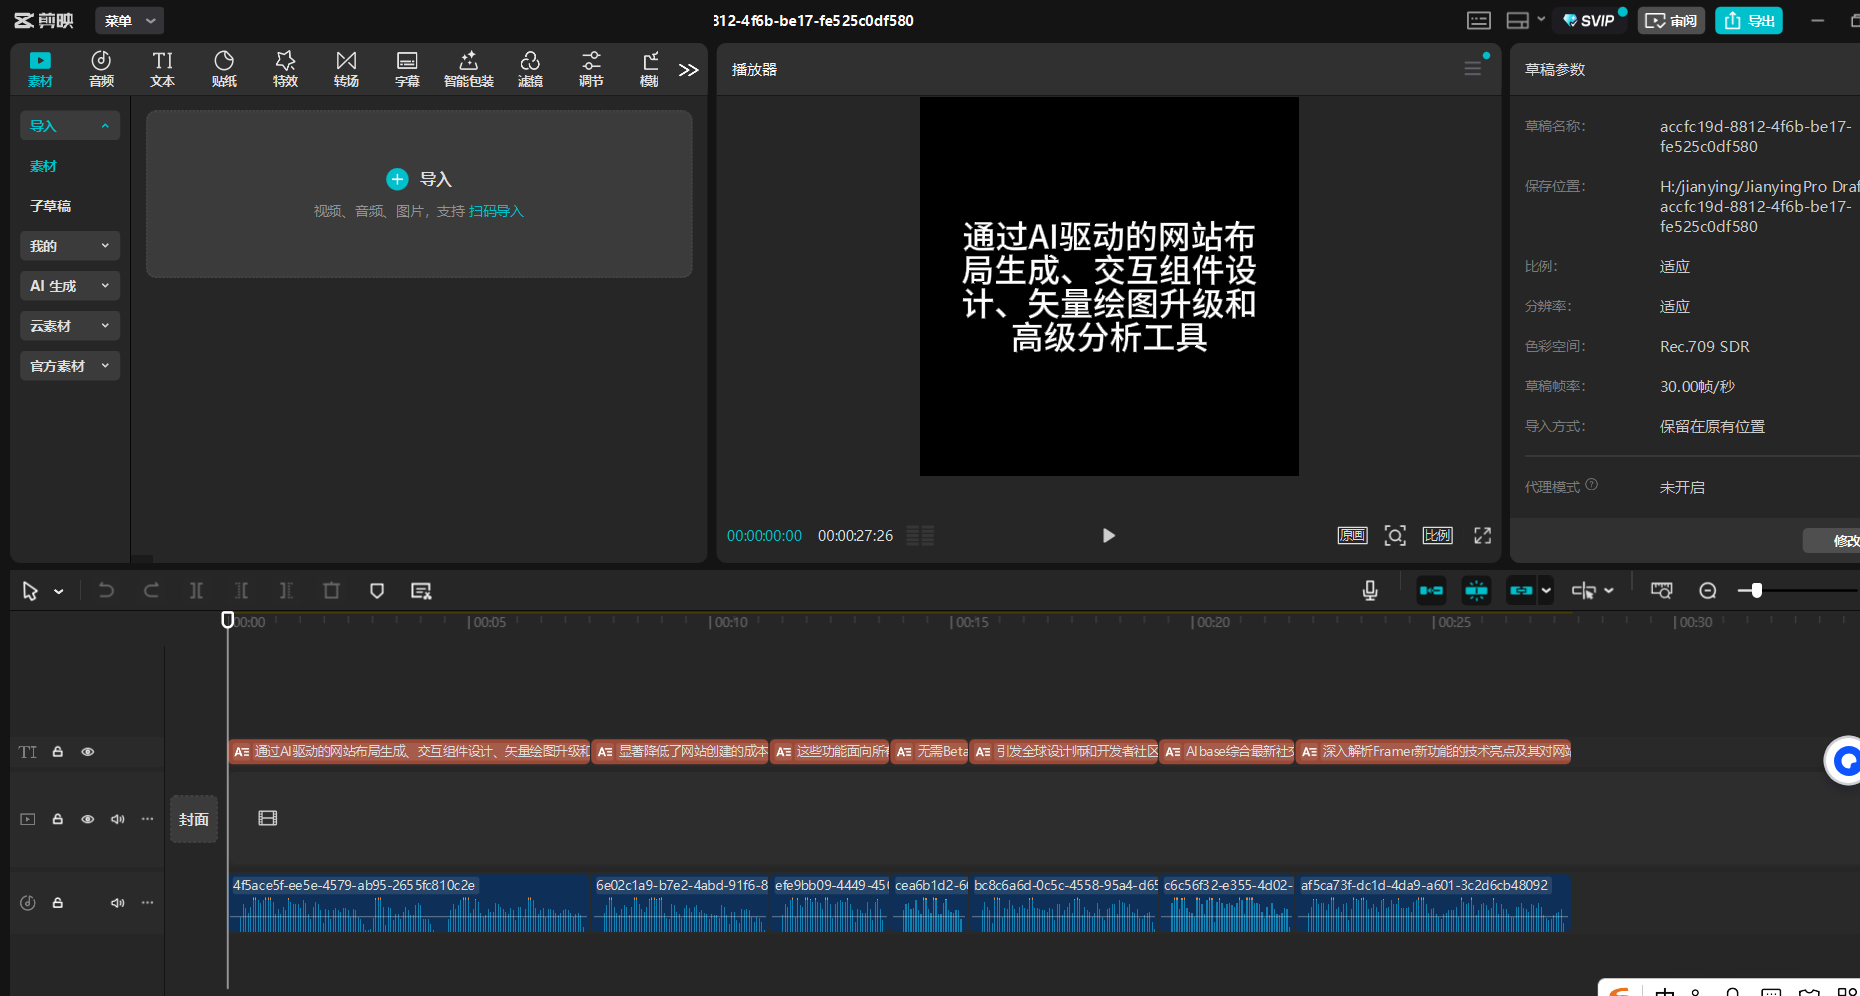 剪映
菜单
312-4f6b-be17-fe525c0df580
SVIP
审阅
导出
素材
音频
TI
文本
贴纸
特效
转场
字幕
智能包装
滤镜
调节
模板
导入
素材
子草稿
我的
AI 生成
云素材
官方素材
导入
视频、音频、图片，支持 扫码导入
播放器
通过AI驱动的网站布
局生成、交互组件设
计、矢量绘图升级和
高级分析工具
00:00:00:00
00:00:27:26
原画
比例
草稿参数
草稿名称：
accfc19d-8812-4f6b-be17-
fe525c0df580
保存位置：
H:/jianying/JianyingPro Draf
accfc19d-8812-4f6b-be17-
fe525c0df580
比例：
适应
分辨率：
适应
色彩空间：
Rec.709 SDR
草稿帧率：
30.00帧/秒
导入方式：
保留在原有位置
代理模式
未开启
修改
00:00
00:05
00:10
00:15
00:20
00:25
00:30
TI
通过AI驱动的网站布局生成、交互组件设计、矢量绘图升级和
显著降低了网站创建的成本
这些功能面向所有
无需Beta
引发全球设计师和开发者社区
AIbase综合最新社交
深入解析Framer新功能的技术亮点及其对网站
封面
4f5ace5f-ee5e-4579-ab95-2655fc810c2e
6e02c1a9-b7e2-4abd-91f6-8
efe9bb09-4449-450
cea6b1d2-60
bc8c6a6d-0c5c-4558-95a4-d65
c6c56f32-e355-4d02-
af5ca73f-dc1d-4da9-a601-3c2d6cb48092
中